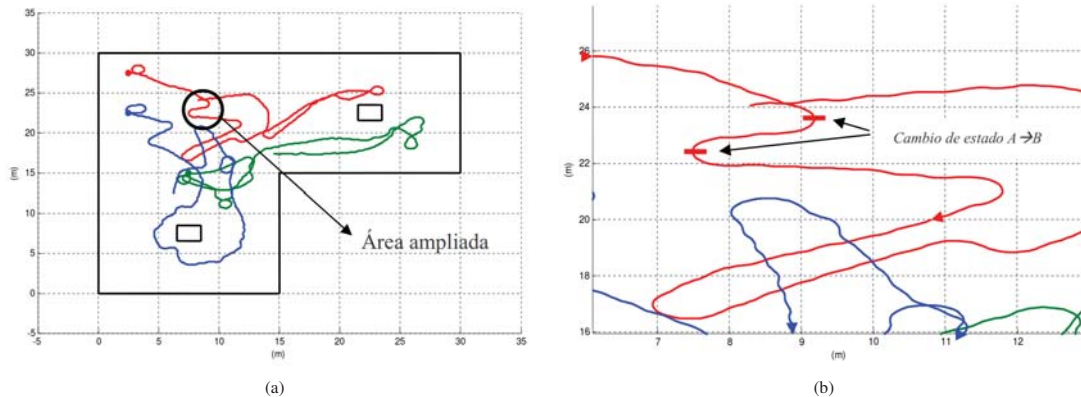 35
30
25
20
15
10
5
0
-5
(m)
-5 0 5 10 15 20 25 30 35
(m)
Área ampliada
(a)
26
24
22
20
18
16
(m)
7 8 9 10 11 12
(m)
Cambio de estado A→B
(b)